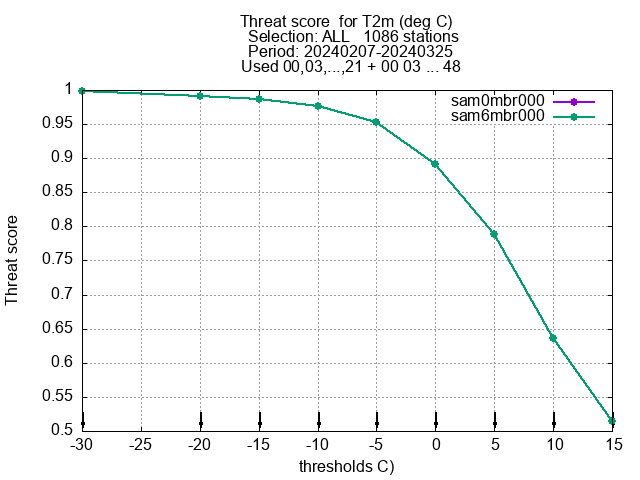 Threat score  for T2m (deg C)
Selection: ALL   1086 stations
Period: 20240207-20240325
Used 00,03,...,21 + 00 03 ... 48
sam0mbr000
sam6mbr000
Threat score
1
0.95
0.9
0.85
0.8
0.75
0.7
0.65
0.6
0.55
0.5
-30 -25 -20 -15 -10 -5 0 5 10 15
thresholds C)